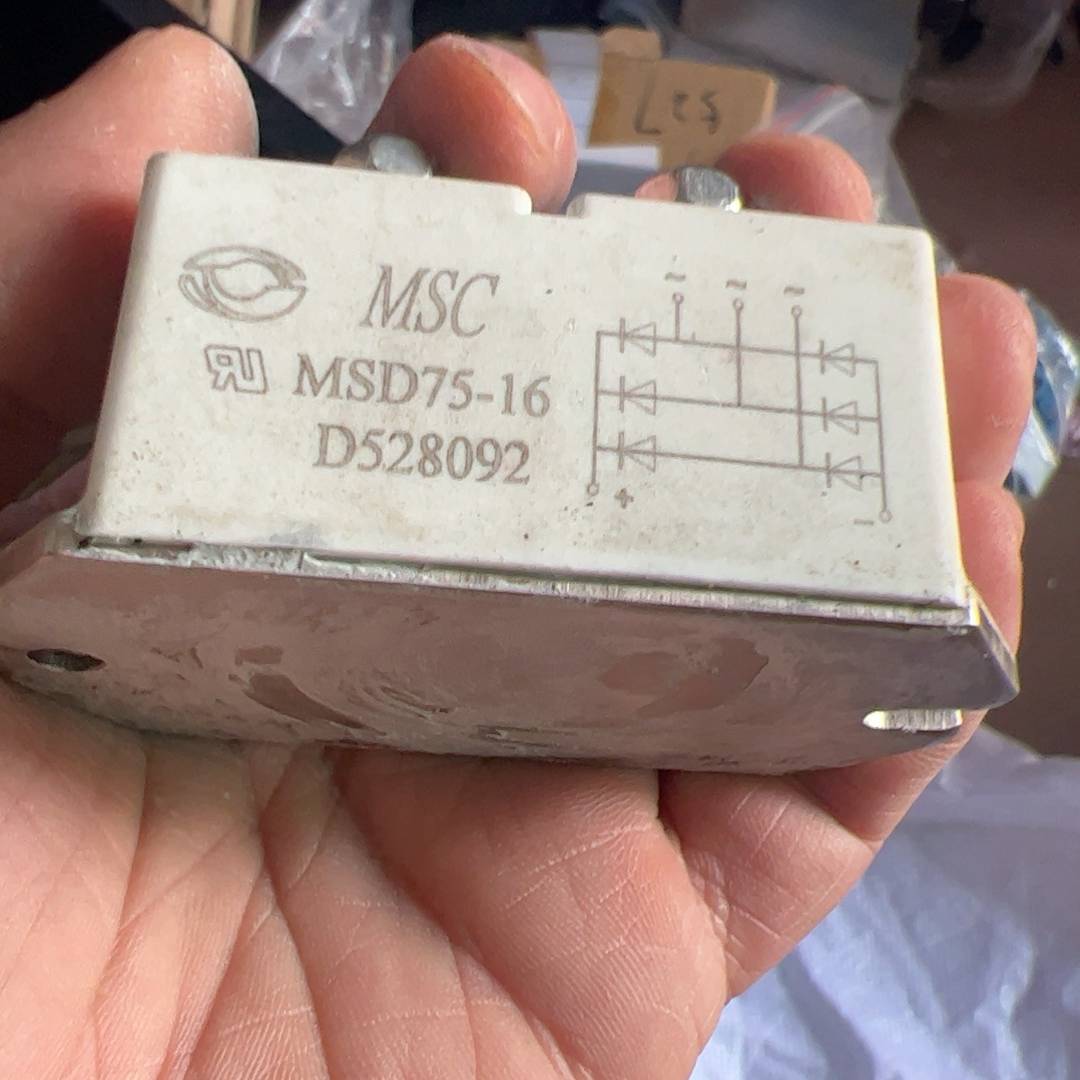 MSC
MSD75-16
D528092
~ ~ ~
+ -